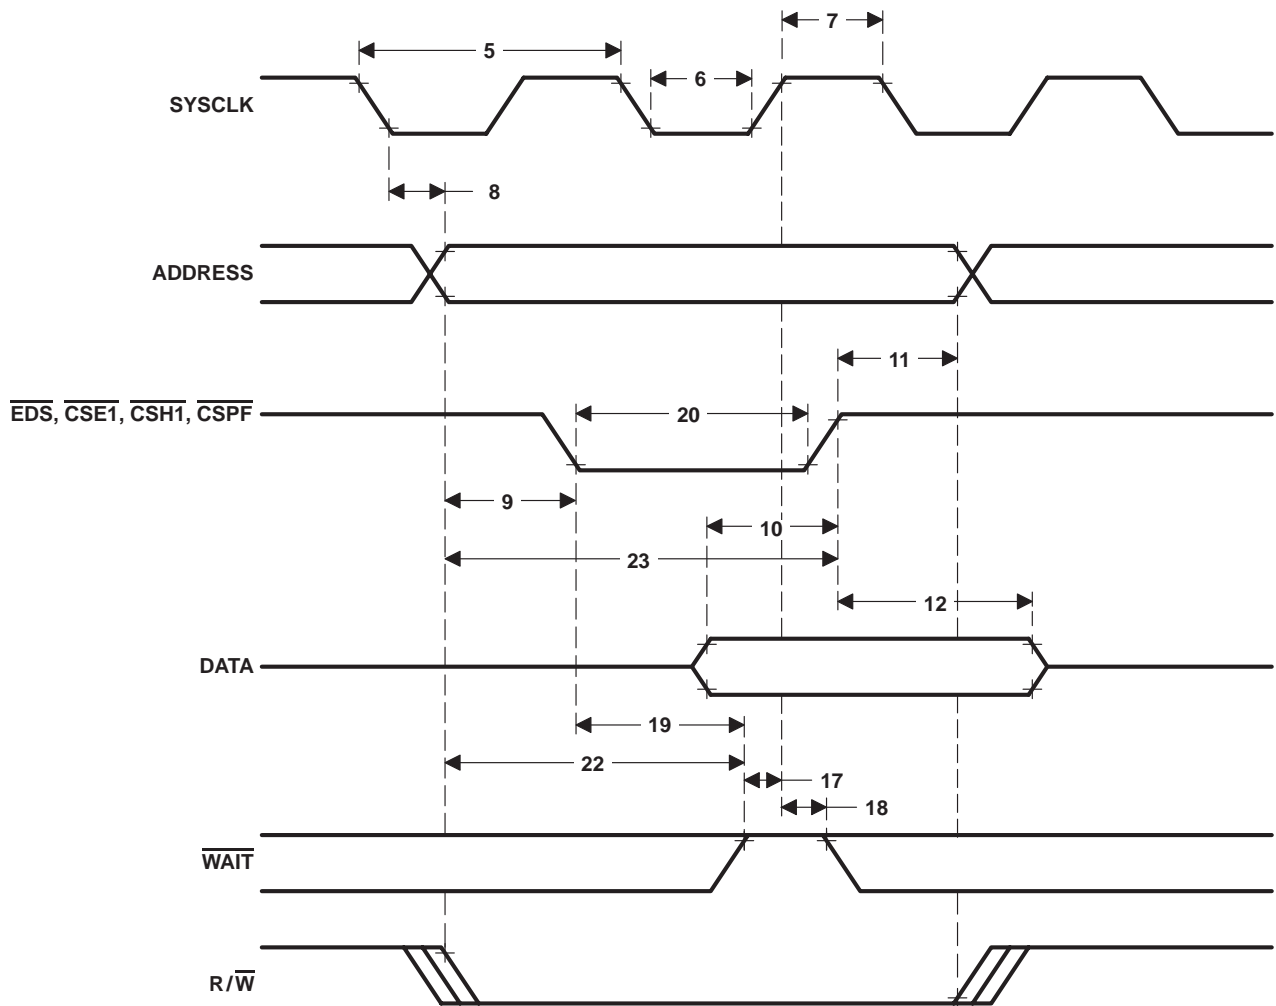 7
5
6
SYSCLK
8
ADDRESS
11
EDS, CSE1, CSH1, CSPF
20
9
10
23
12
DATA
19
22
17
18
WAIT
R/W